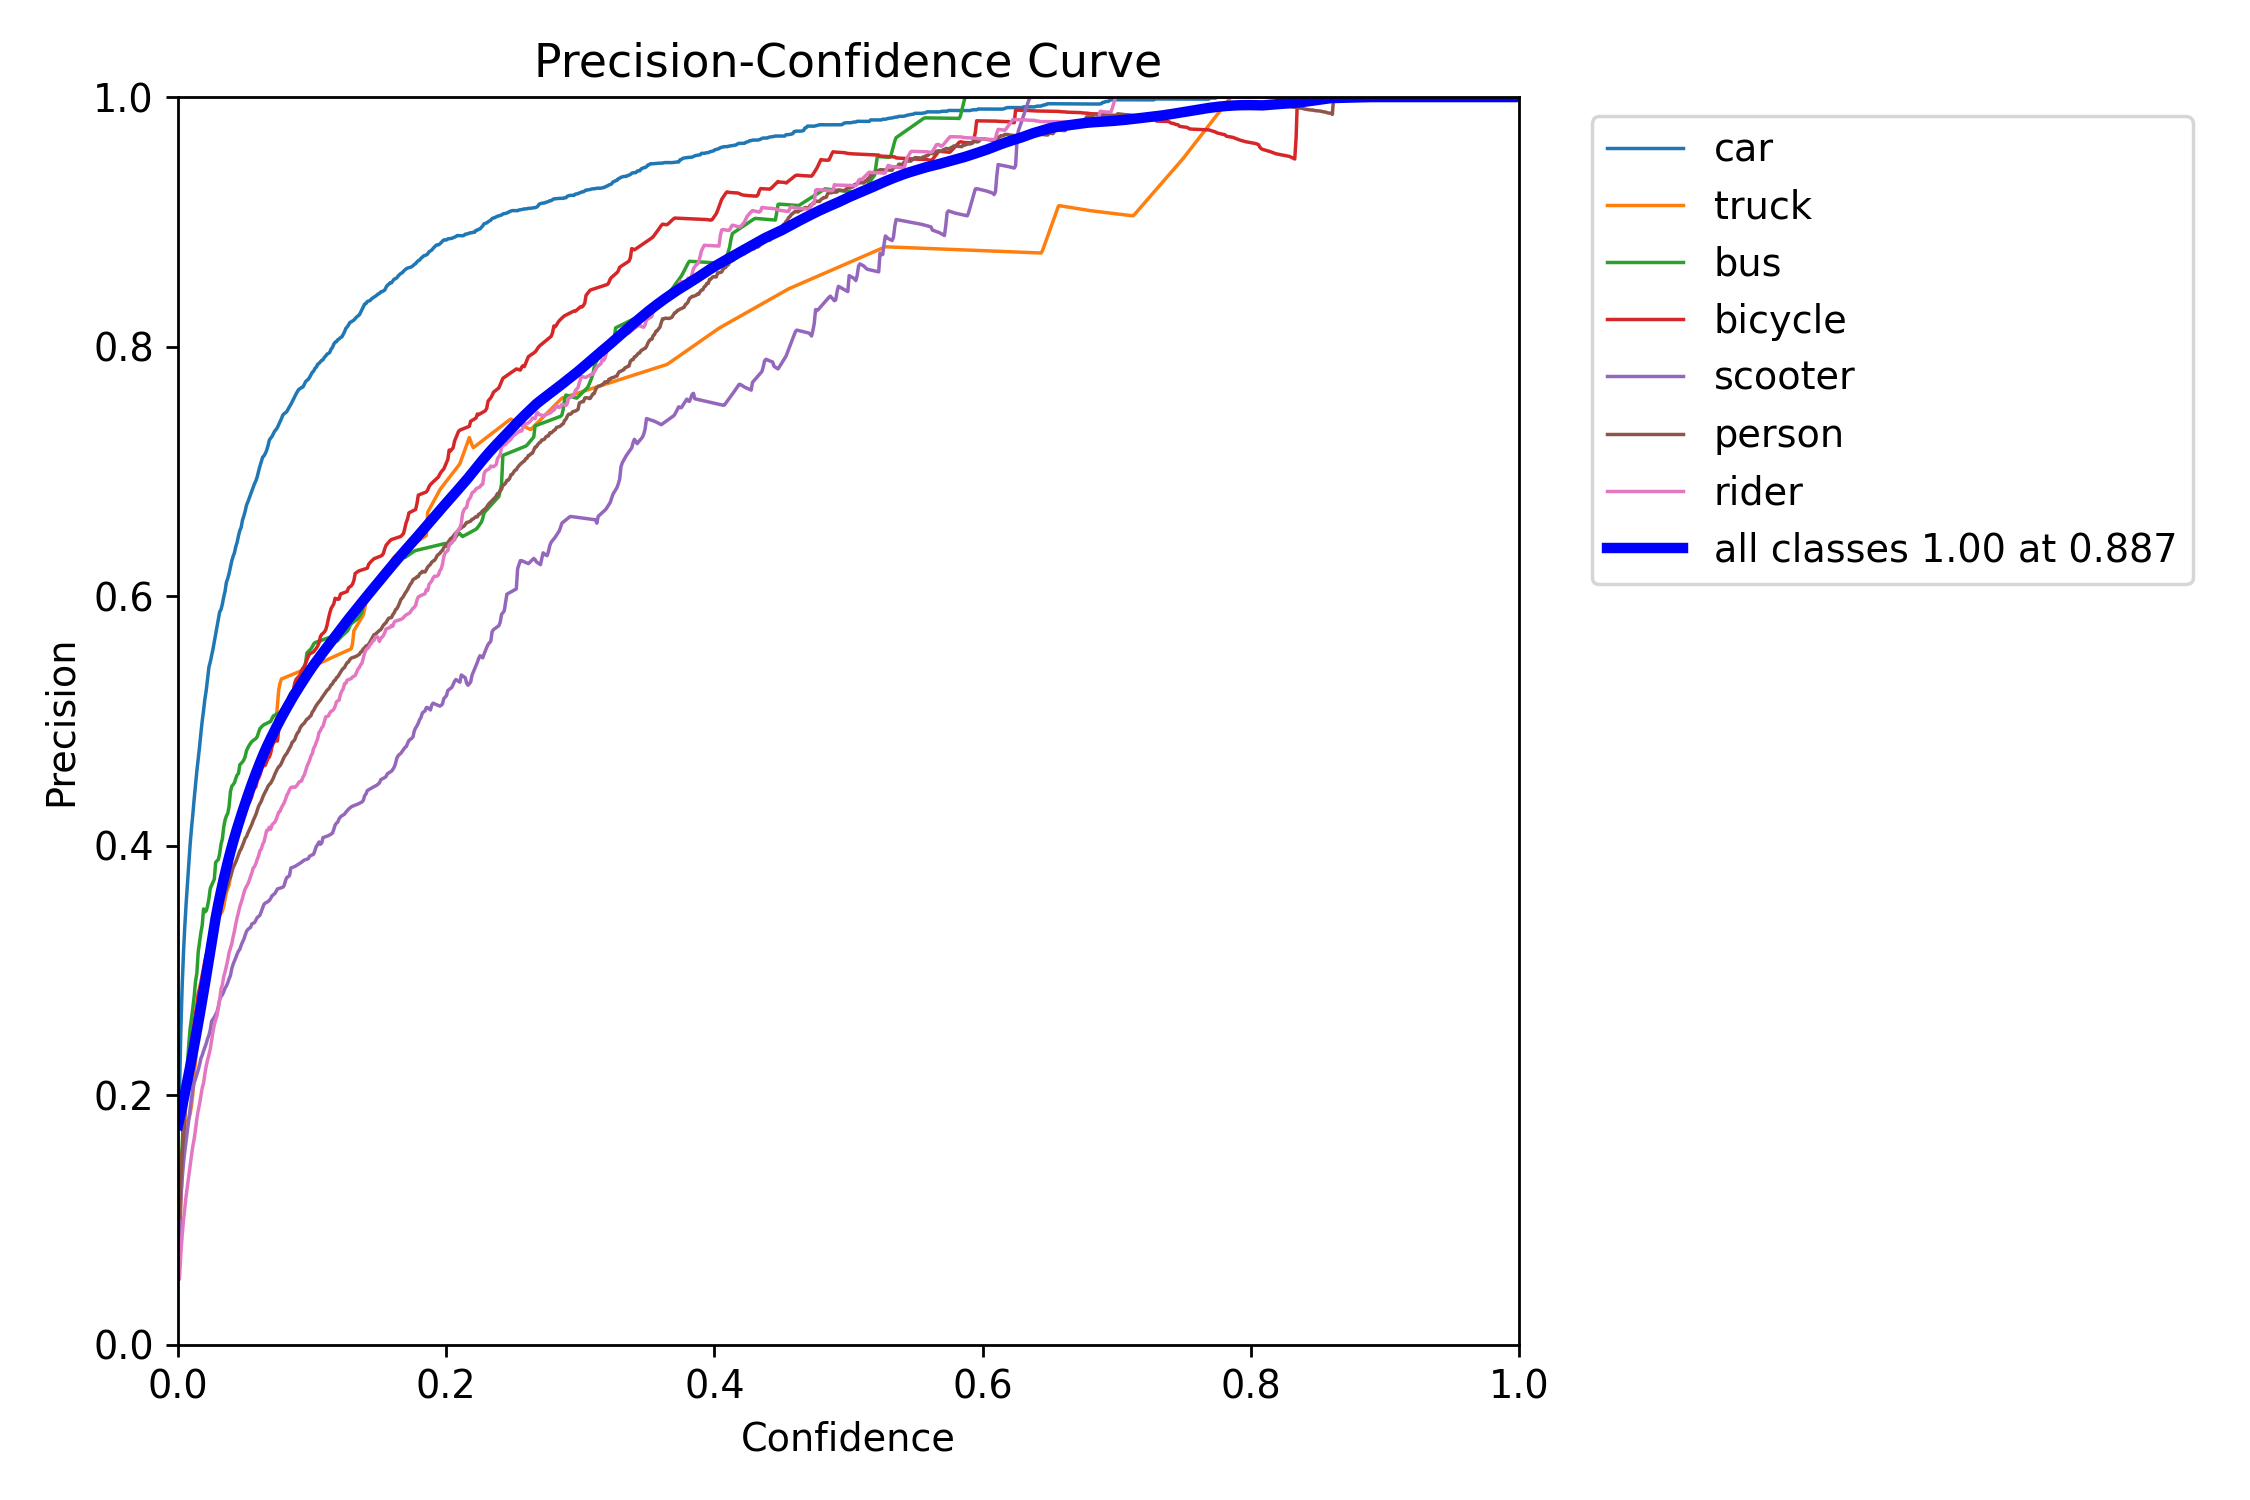 Precision-Confidence Curve
1.0
0.8
0.6
0.4
0.2
0.0
Precision
0.0 0.2 0.4 0.6 0.8 1.0
Confidence
car
truck
bus
bicycle
scooter
person
rider
all classes 1.00 at 0.887